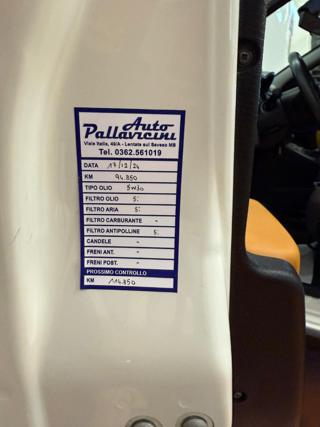 Auto
Pallavicini
Viale Italia, 49/A - Lentate sul Seveso MB
Tel. 0362.561019
DATA 17/12/24
KM 94.850
TIPO OLIO 5W30
FILTRO OLIO Si
FILTRO ARIA Si
FILTRO CARBURANTE -
FILTRO ANTIPOLLINE Si
CANDELE -
FRENI ANT. -
FRENI POST. -
PROSSIMO CONTROLLO
KM 114.850